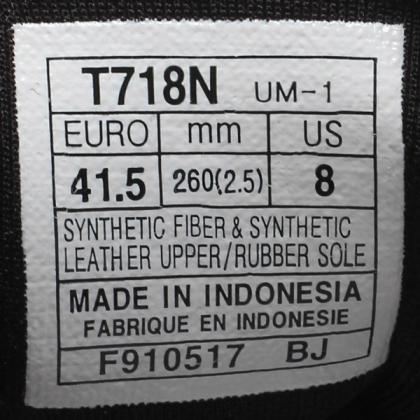 T718N UM-1
EURO mm US
41.5 260(2.5) 8
SYNTHETIC FIBER & SYNTHETIC
LEATHER UPPER/RUBBER SOLE
MADE IN INDONESIA
FABRIQUE EN INDONESIE
F910517 BJ